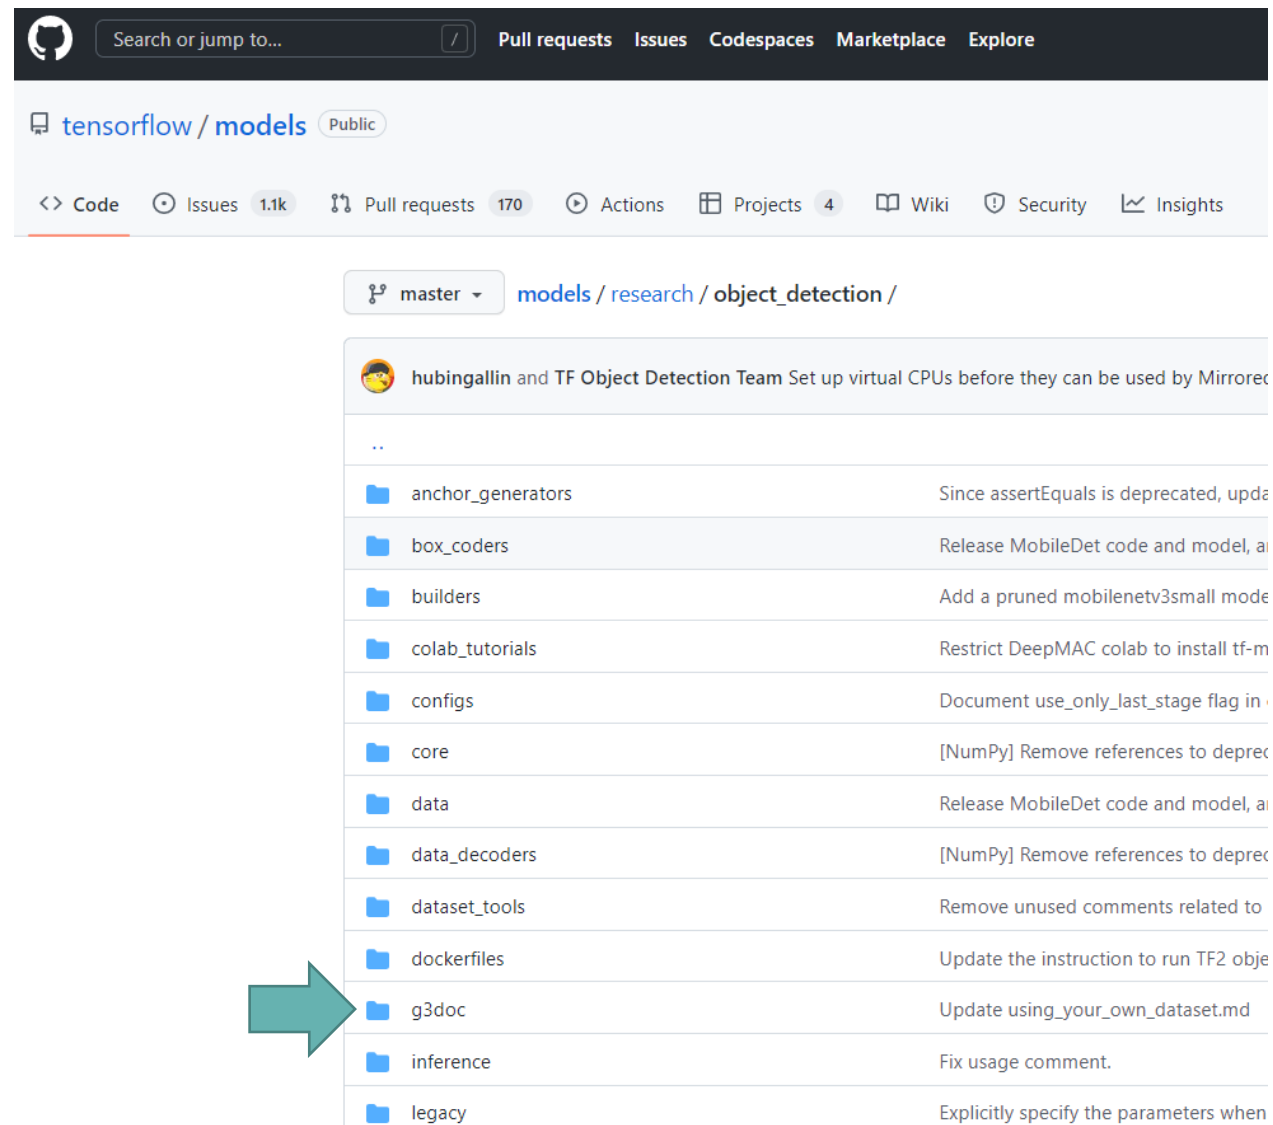 Search or jump to... / Pull requests Issues Codespaces Marketplace Explore
tensorflow / models Public
<> Code Issues 1.1k Pull requests 170 Actions Projects 4 Wiki Security Insights
master models / research / object_detection /
hubingallin and TF Object Detection Team Set up virtual CPUs before they can be used by Mirrored
..
anchor_generators Since assertEquals is deprecated, upda
box_coders Release MobileDet code and model, a
builders Add a pruned mobilenetv3small mode
colab_tutorials Restrict DeepMAC colab to install tf-m
configs Document use_only_last_stage flag in
core [NumPy] Remove references to deprec
data Release MobileDet code and model, a
data_decoders [NumPy] Remove references to deprec
dataset_tools Remove unused comments related to
dockerfiles Update the instruction to run TF2 obje
g3doc Update using_your_own_dataset.md
inference Fix usage comment.
legacy Explicitly specify the parameters when